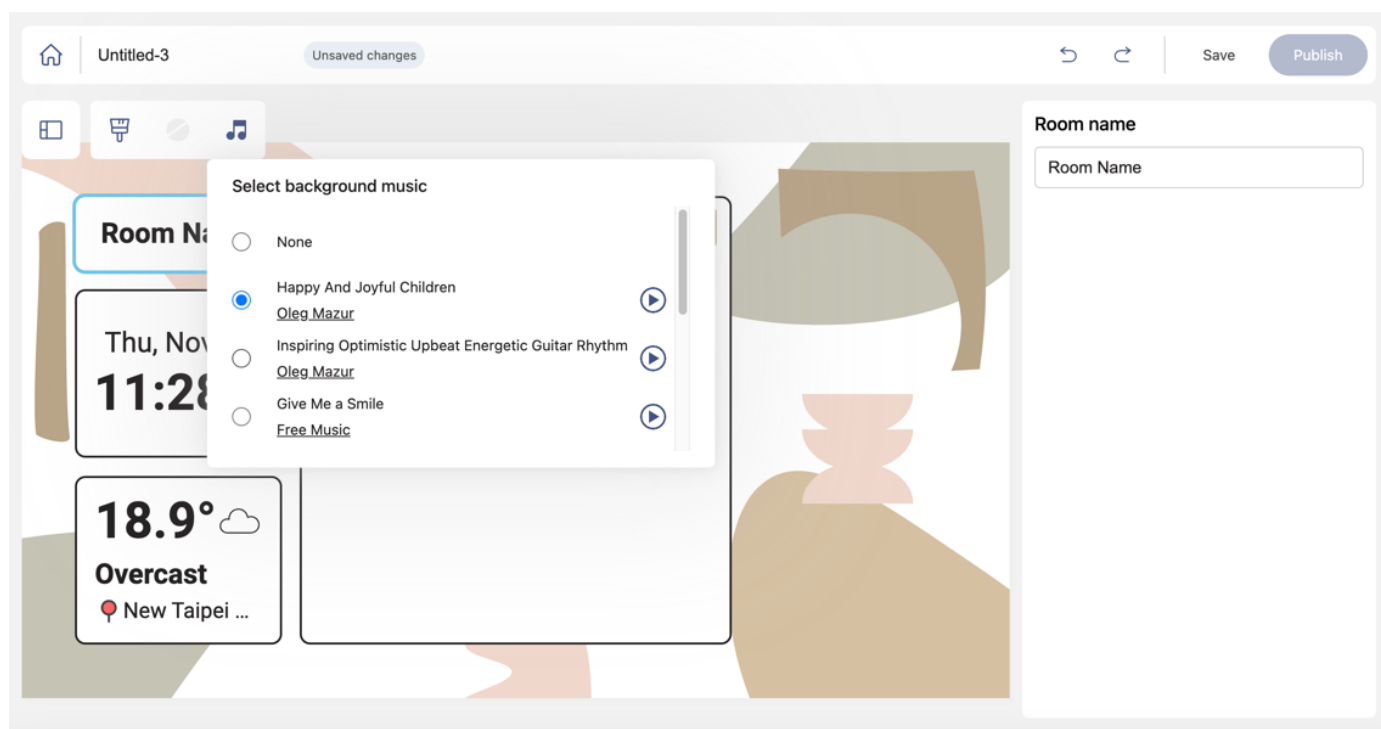 Untitled-3
Unsaved changes
Save
Publish
Room name
Room Name
Select background music
None
Happy And Joyful Children
Oleg Mazur
Inspiring Optimistic Upbeat Energetic Guitar Rhythm
Oleg Mazur
Give Me a Smile
Free Music
Room
Thu, Nov
11:28
18.9°
Overcast
New Taipei ...